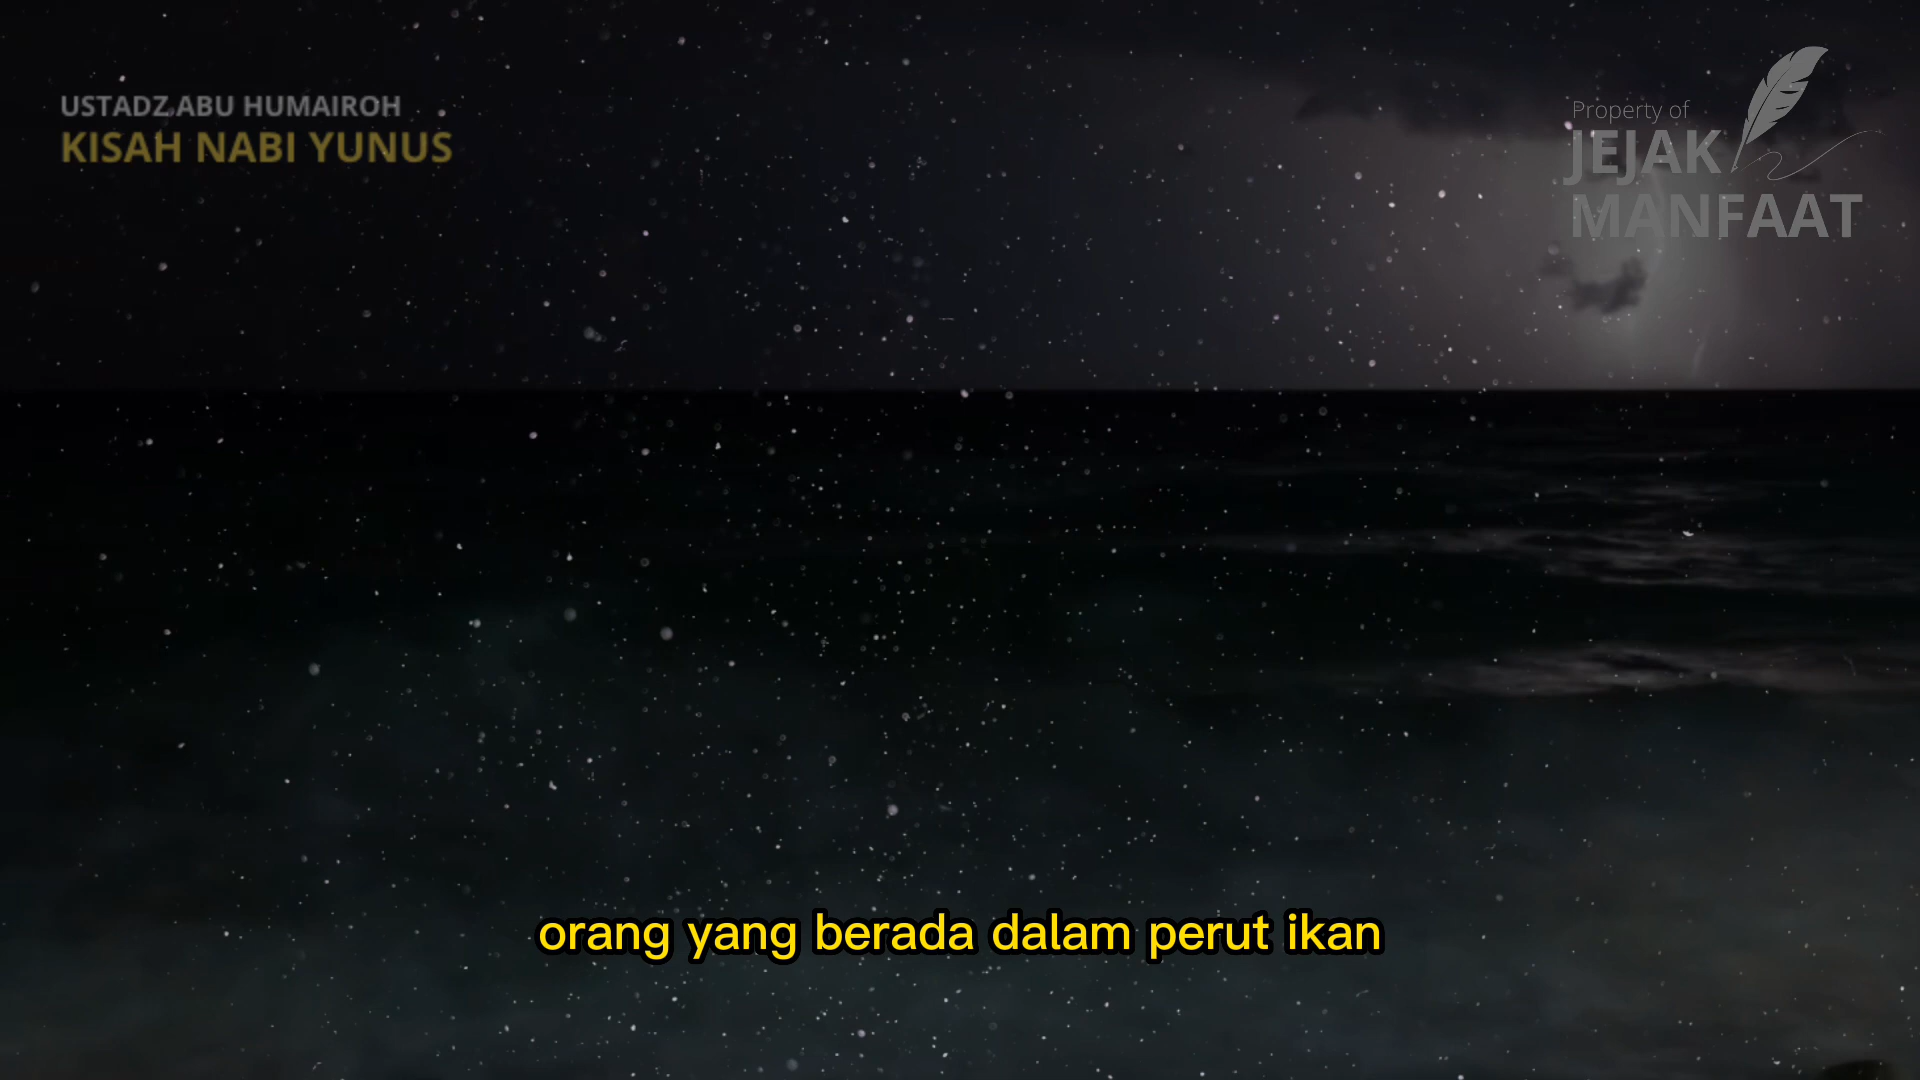 USTADZ ABU HUMAIROH
KISAH NABI YUNUS
Property of
JEJAK
MANFAAT
orang yang berada dalam perut ikan